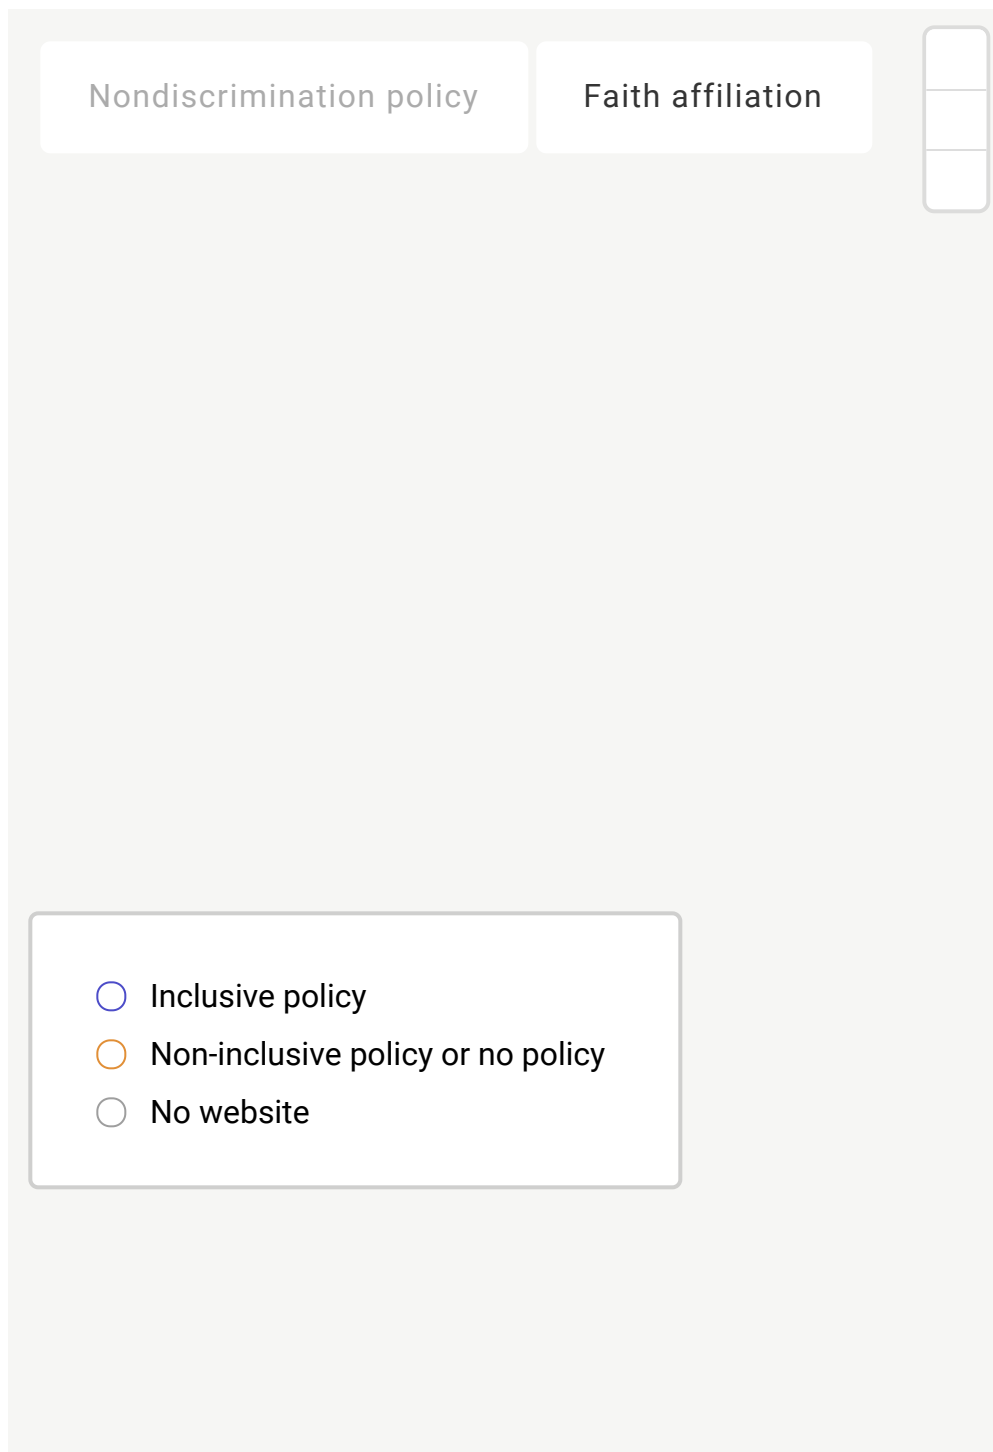 Nondiscrimination policy
Faith affiliation
Inclusive policy
Non-inclusive policy or no policy
No website